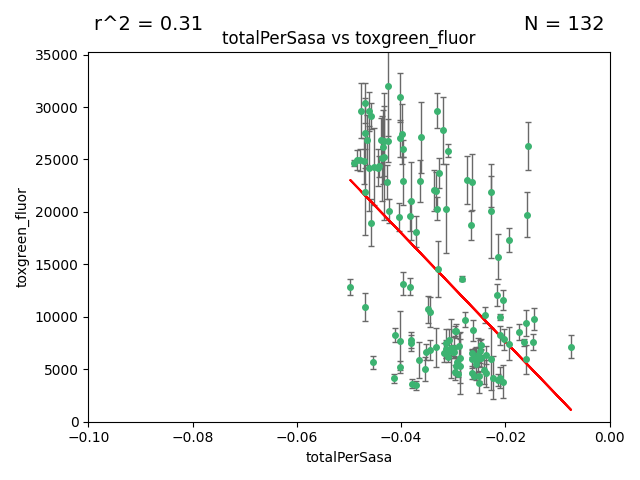 r^2 = 0.31
N = 132
totalPerSasa vs toxgreen_fluor
35000
30000
25000
20000
15000
10000
5000
0
toxgreen_fluor
−0.10
−0.08
−0.06
−0.04
−0.02
0.00
totalPerSasa